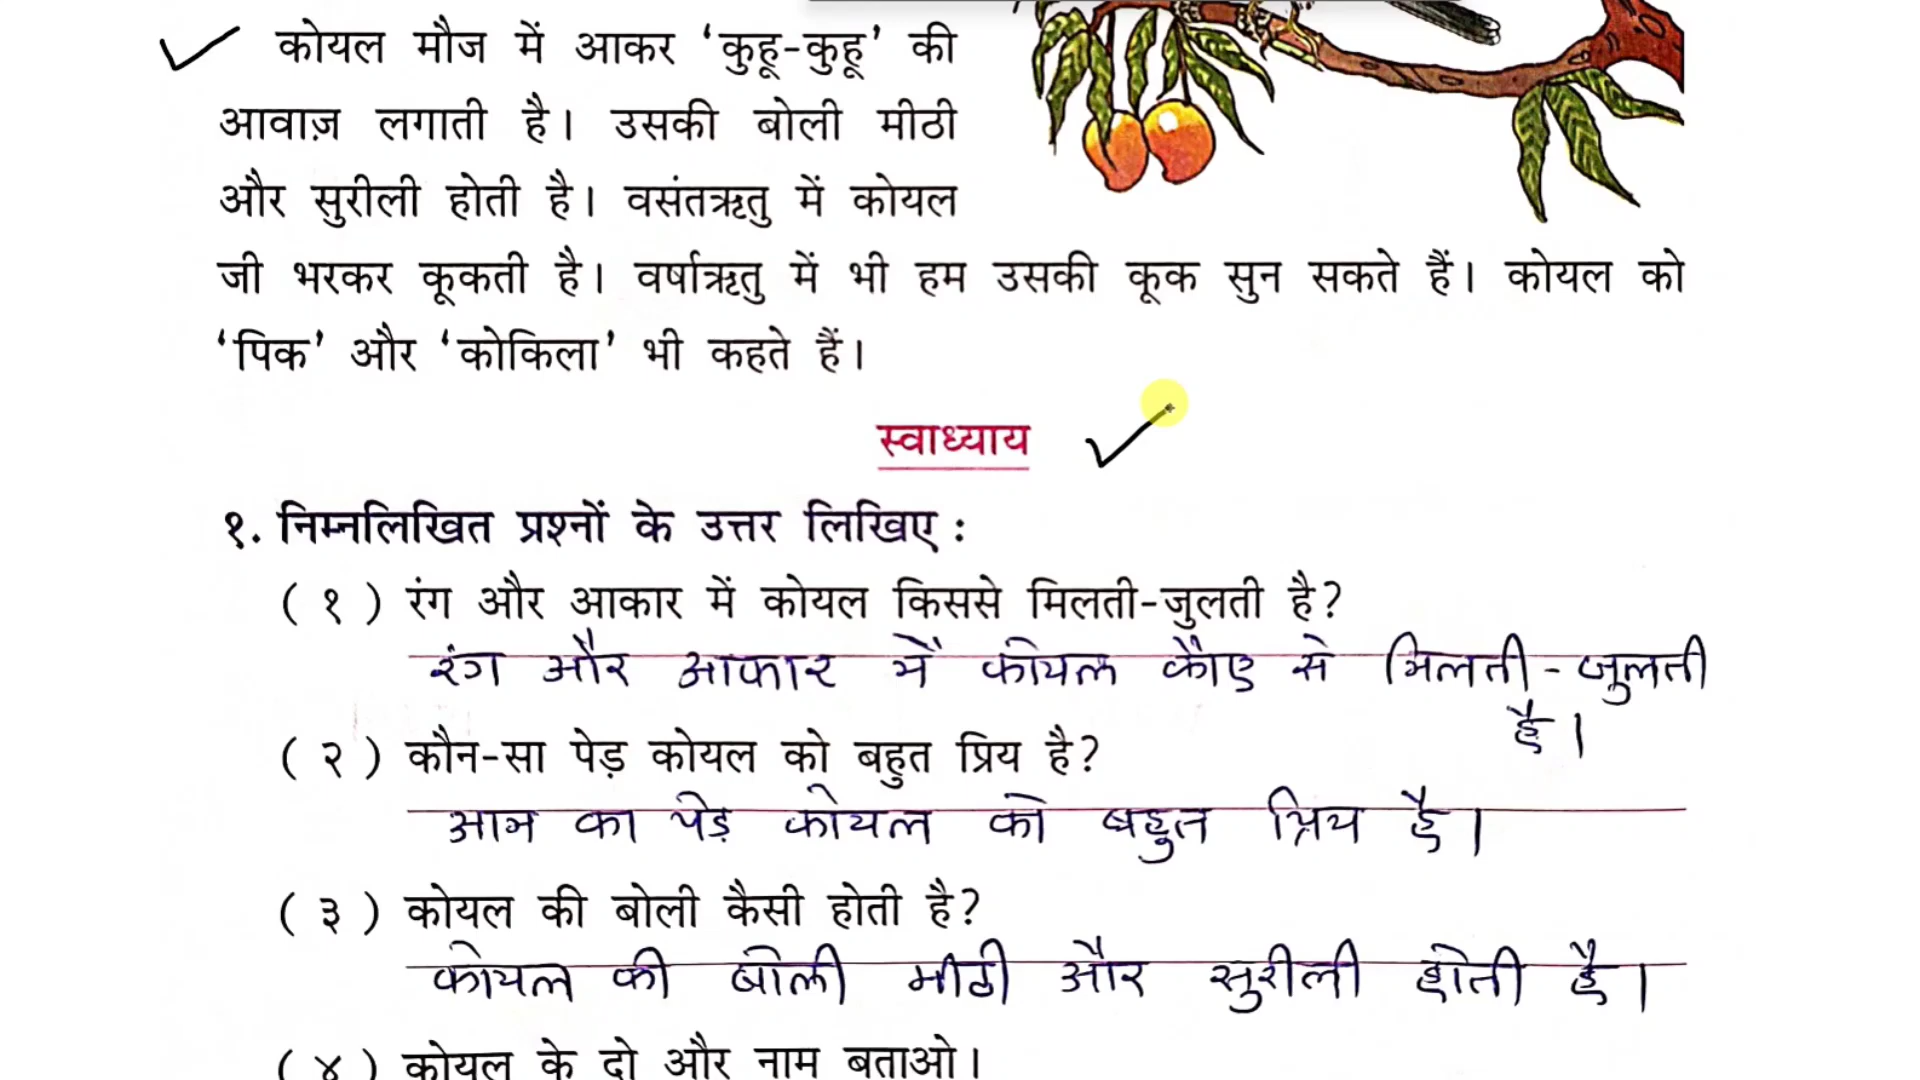 कोयल मौज में आकर ‘कुहू-कुहू’ की
आवाज़ लगाती है। उसकी बोली मीठी
और सुरीली होती है। वसंतऋतु में कोयल
जी भरकर कूकती है। वर्षाऋतु में भी हम उसकी कूक सुन सकते हैं। कोयल को
‘पिक’ और ‘कोकिला’ भी कहते हैं।
स्वाध्याय
१. निम्नलिखित प्रश्नों के उत्तर लिखिए :
( १ ) रंग और आकार में कोयल किससे मिलती-जुलती है?
रंग और आकार में कोयल कौए से मिलती - जुलती
है।
( २ ) कौन-सा पेड़ कोयल को बहुत प्रिय है?
आम का पेड़ कोयल को बहुत प्रिय है।
( ३ ) कोयल की बोली कैसी होती है?
कोयल की बोली मीठी और सुरीली होती है।
( ४ ) कोयल के दो और नाम बताओ।